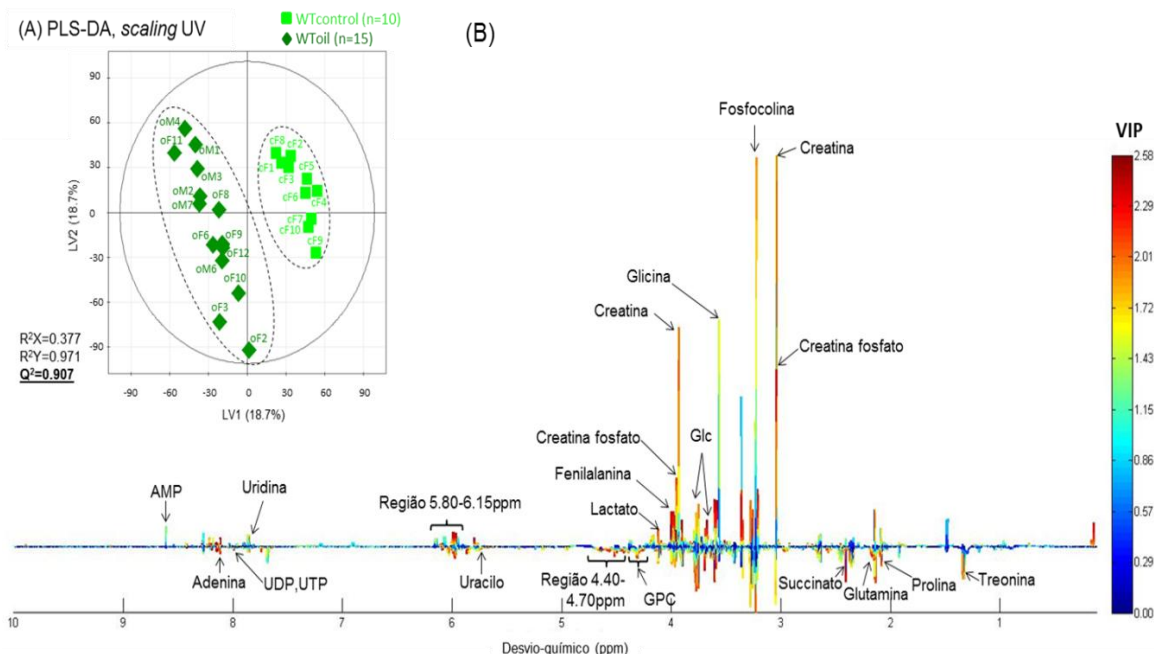 (A) PLS-DA, scaling UV
WTcontrol (n=10)
WToil (n=15)
(B)
90
60
30
0
-30
-60
-90
LV2 (18.7%)
oM4
oF11
oM1
oM3
oM2
oM7
oF8
oF6
oF9
oF12
oM6
oF10
oF3
oF2
cF8
cF2
cF1
cF3
cF5
cF6
cF4
cF7
cF10
cF9
-90 -60 -30 0 30 60 90
LV1 (18.7%)
R²X=0.377
R²Y=0.971
Q²=0.907
Fosfocolina
Creatina
Glicina
Creatina
Creatina fosfato
Creatina fosfato
Glc
Fenilalanina
Lactato
AMP
Uridina
Região 5.80-6.15ppm
Adenina
UDP,UTP
Uracilo
Região 4.40-
4.70ppm
GPC
Succinato
Glutamina
Prolina
Treonina
10 9 8 7 6 5 4 3 2 1
Desvio-químico (ppm)
VIP
2.58
2.29
2.01
1.72
1.43
1.15
0.86
0.57
0.29
0.00